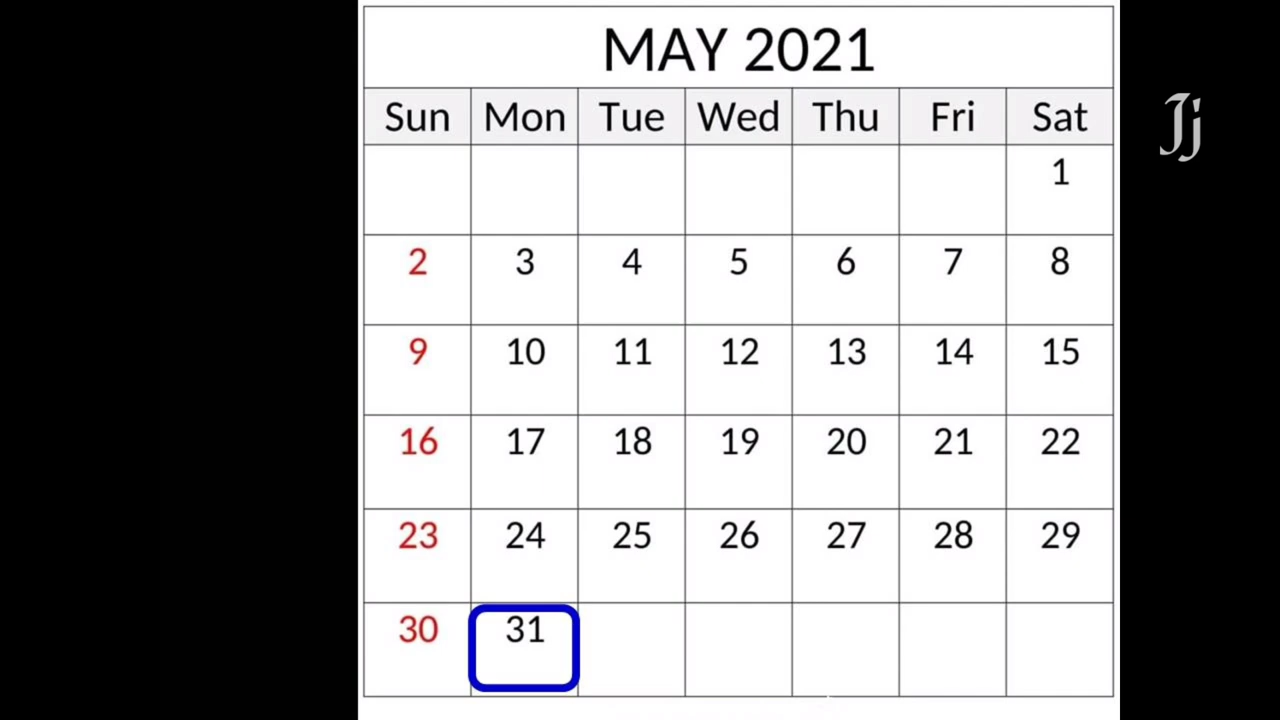 MAY 2021
Sun Mon Tue Wed Thu Fri Sat
1
2 3 4 5 6 7 8
9 10 11 12 13 14 15
16 17 18 19 20 21 22
23 24 25 26 27 28 29
30 31
Jj